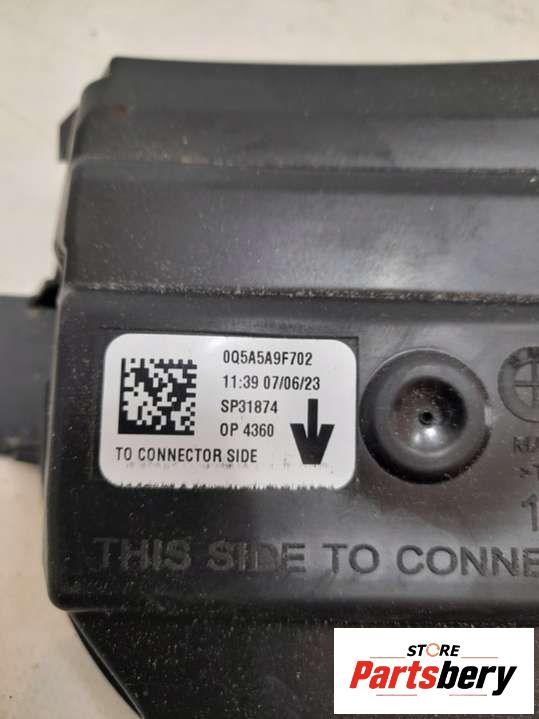 0Q5A5A9F702
11:39 07/06/23
SP31874
OP 4360
TO CONNECTOR SIDE
THIS SIDE TO CONNE
STORE
Partsbery